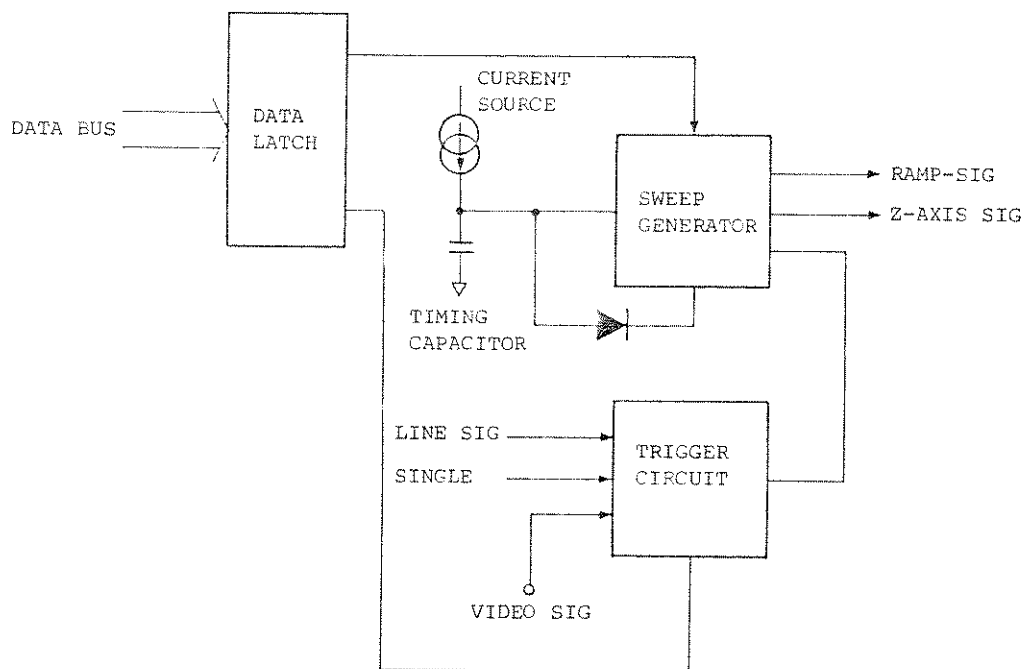 DATA BUS
DATA
LATCH
CURRENT
SOURCE
SWEEP
GENERATOR
RAMP-SIG
Z-AXIS SIG
TIMING
CAPACITOR
LINE SIG
SINGLE
TRIGGER
CIRCUIT
VIDEO SIG